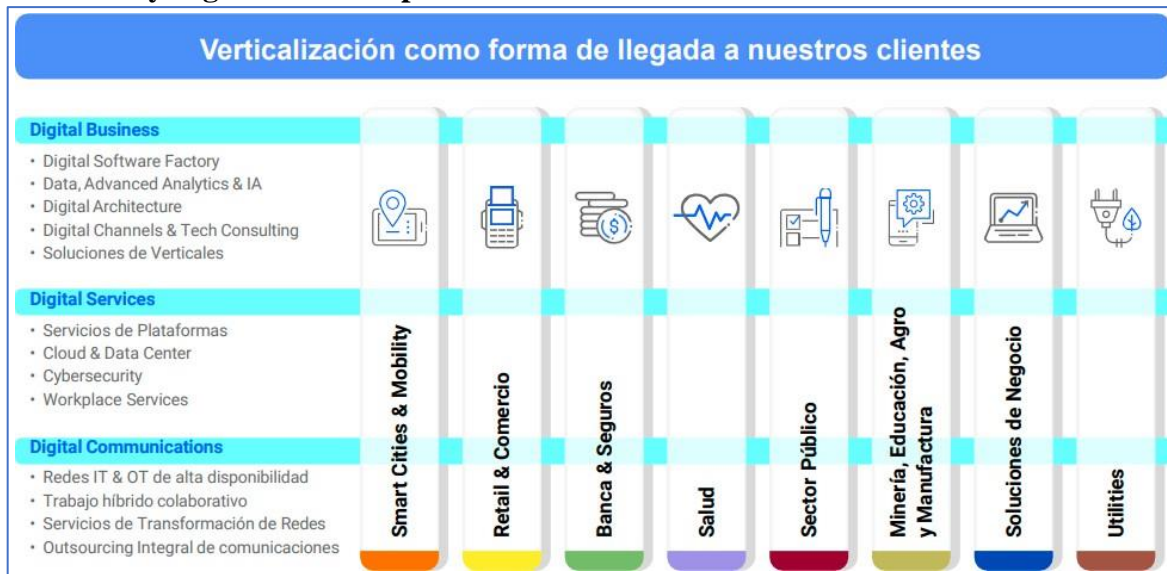 Verticalización como forma de llegada a nuestros clientes
Digital Business
• Digital Software Factory
• Data, Advanced Analytics & IA
• Digital Architecture
• Digital Channels & Tech Consulting
• Soluciones de Verticales
Digital Services
• Servicios de Plataformas
• Cloud & Data Center
• Cybersecurity
• Workplace Services
Digital Communications
• Redes IT & OT de alta disponibilidad
• Trabajo híbrido colaborativo
• Servicios de Transformación de Redes
• Outsourcing Integral de comunicaciones
Smart Cities & Mobility
Retail & Comercio
Banca & Seguros
Salud
Sector Público
Minería, Educación, Agro
y Manufactura
Soluciones de Negocio
Utilities